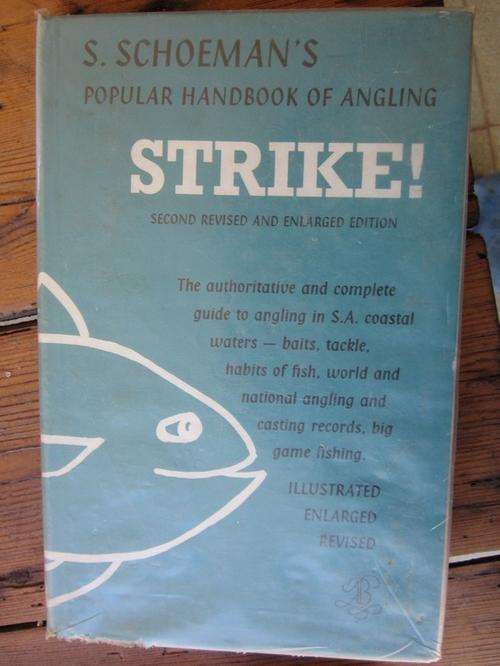 S. SCHOEMAN'S
POPULAR HANDBOOK OF ANGLING
STRIKE!
SECOND REVISED AND ENLARGED EDITION
The authoritative and complete
guide to angling in S.A. coastal
waters — baits, tackle,
habits of fish, world and
national angling and
casting records, big
game fishing.
ILLUSTRATED
ENLARGED
REVISED
B